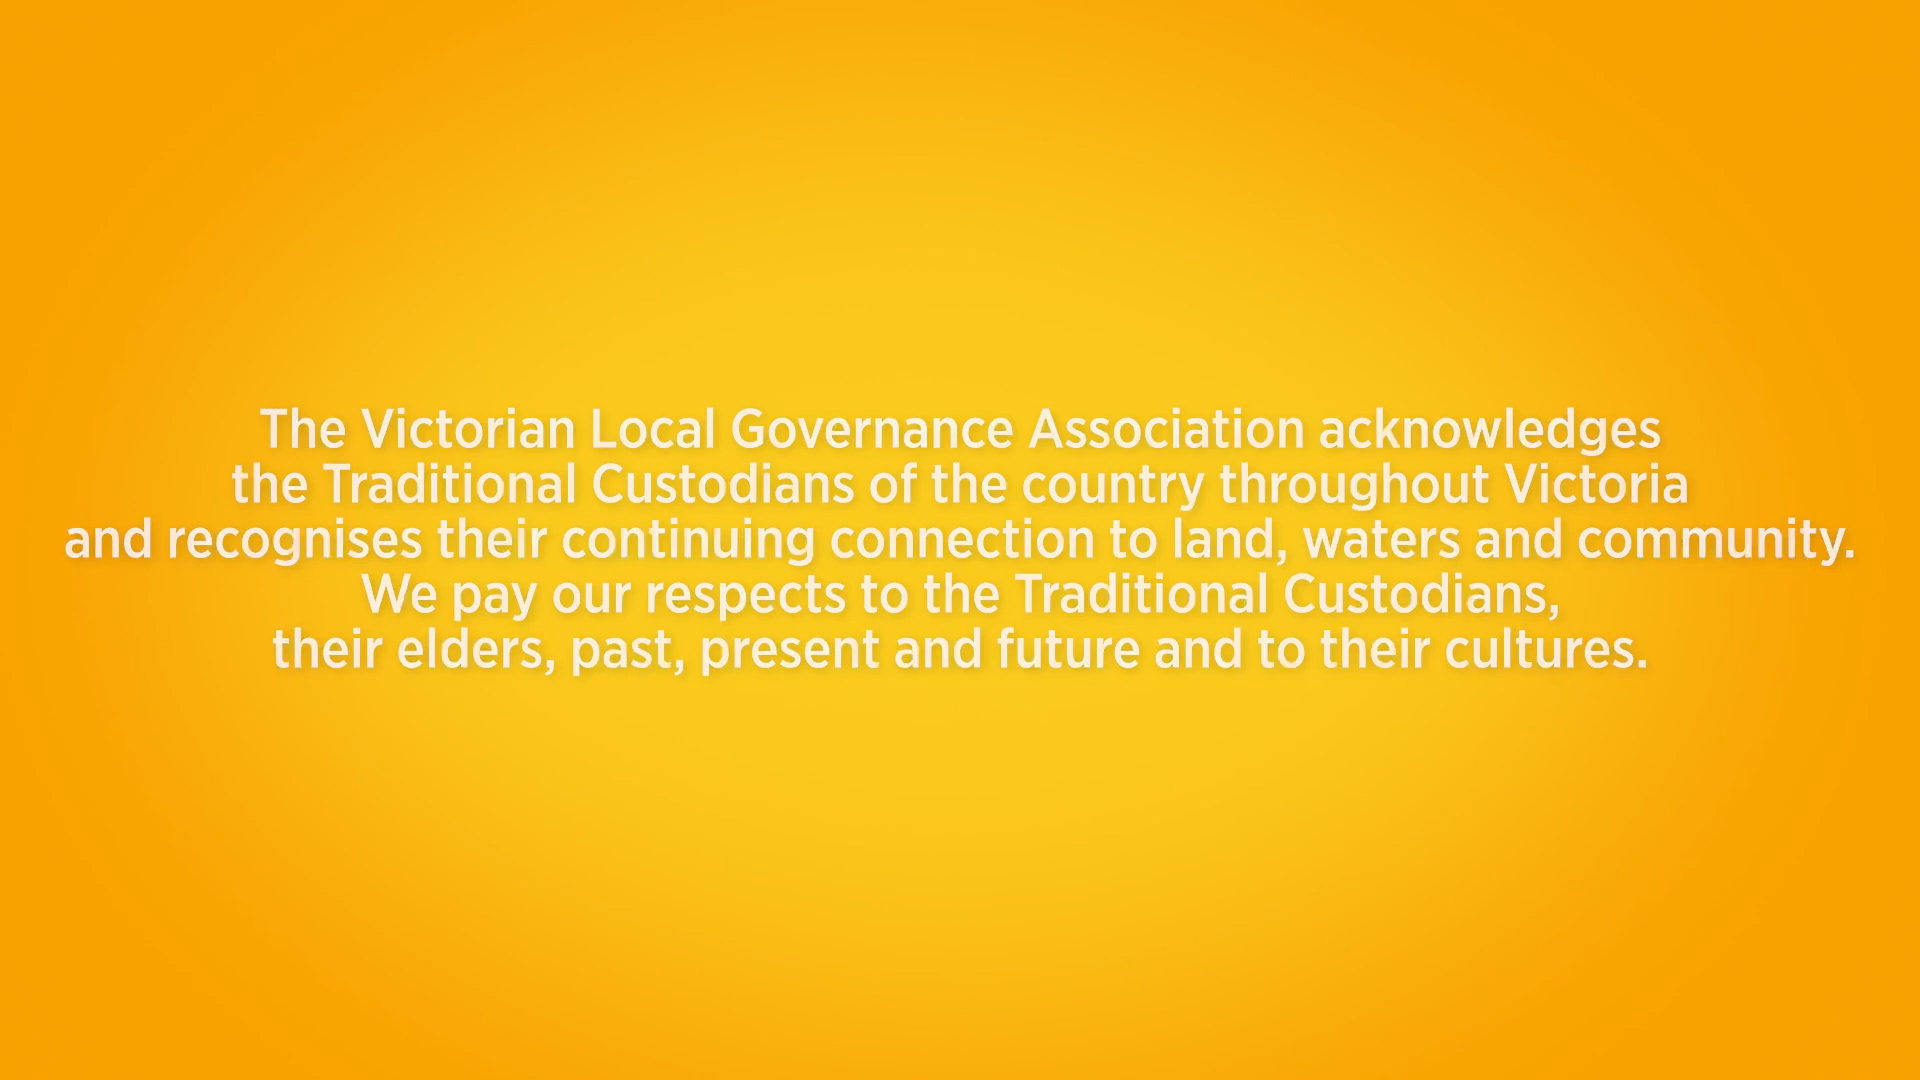 The Victorian Local Governance Association acknowledges
the Traditional Custodians of the country throughout Victoria
and recognises their continuing connection to land, waters and community.
We pay our respects to the Traditional Custodians,
their elders, past, present and future and to their cultures.